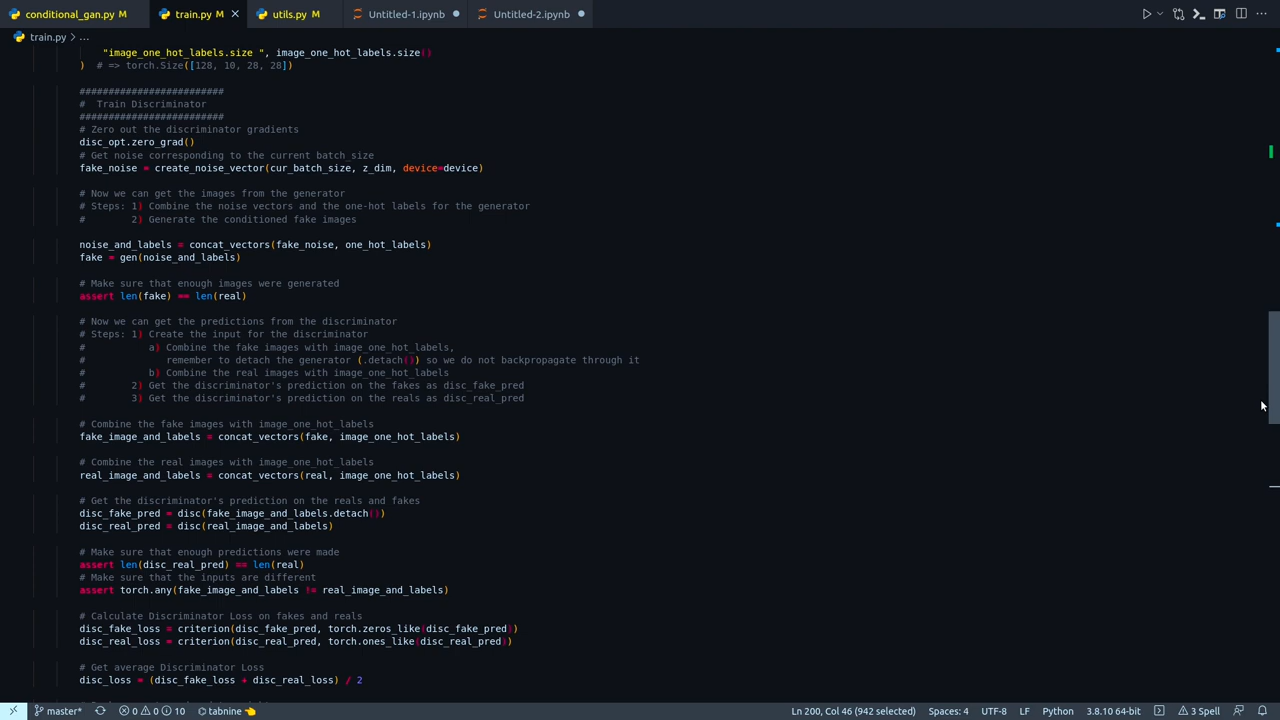 conditional_gan.py M
train.py M
utils.py M
Untitled-1.ipynb
Untitled-2.ipynb
train.py > ...
"image_one_hot_labels.size ", image_one_hot_labels.size()
)  # => torch.Size([128, 10, 28, 28])
#########################
#  Train Discriminator
#########################
# Zero out the discriminator gradients
disc_opt.zero_grad()
# Get noise corresponding to the current batch_size
fake_noise = create_noise_vector(cur_batch_size, z_dim, device=device)
# Now we can get the images from the generator
# Steps: 1) Combine the noise vectors and the one-hot labels for the generator
#        2) Generate the conditioned fake images
noise_and_labels = concat_vectors(fake_noise, one_hot_labels)
fake = gen(noise_and_labels)
# Make sure that enough images were generated
assert len(fake) == len(real)
# Now we can get the predictions from the discriminator
# Steps: 1) Create the input for the discriminator
#           a) Combine the fake images with image_one_hot_labels,
#              remember to detach the generator (.detach()) so we do not backpropagate through it
#           b) Combine the real images with image_one_hot_labels
#        2) Get the discriminator's prediction on the fakes as disc_fake_pred
#        3) Get the discriminator's prediction on the reals as disc_real_pred
# Combine the fake images with image_one_hot_labels
fake_image_and_labels = concat_vectors(fake, image_one_hot_labels)
# Combine the real images with image_one_hot_labels
real_image_and_labels = concat_vectors(real, image_one_hot_labels)
# Get the discriminator's prediction on the reals and fakes
disc_fake_pred = disc(fake_image_and_labels.detach())
disc_real_pred = disc(real_image_and_labels)
# Make sure that enough predictions were made
assert len(disc_real_pred) == len(real)
# Make sure that the inputs are different
assert torch.any(fake_image_and_labels != real_image_and_labels)
# Calculate Discriminator Loss on fakes and reals
disc_fake_loss = criterion(disc_fake_pred, torch.zeros_like(disc_fake_pred))
disc_real_loss = criterion(disc_real_pred, torch.ones_like(disc_real_pred))
# Get average Discriminator Loss
disc_loss = (disc_fake_loss + disc_real_loss) / 2
master* 0 0 10 tabnine Ln 200, Col 46 (942 selected) Spaces: 4 UTF-8 LF Python 3.8.10 64-bit 3 Spell